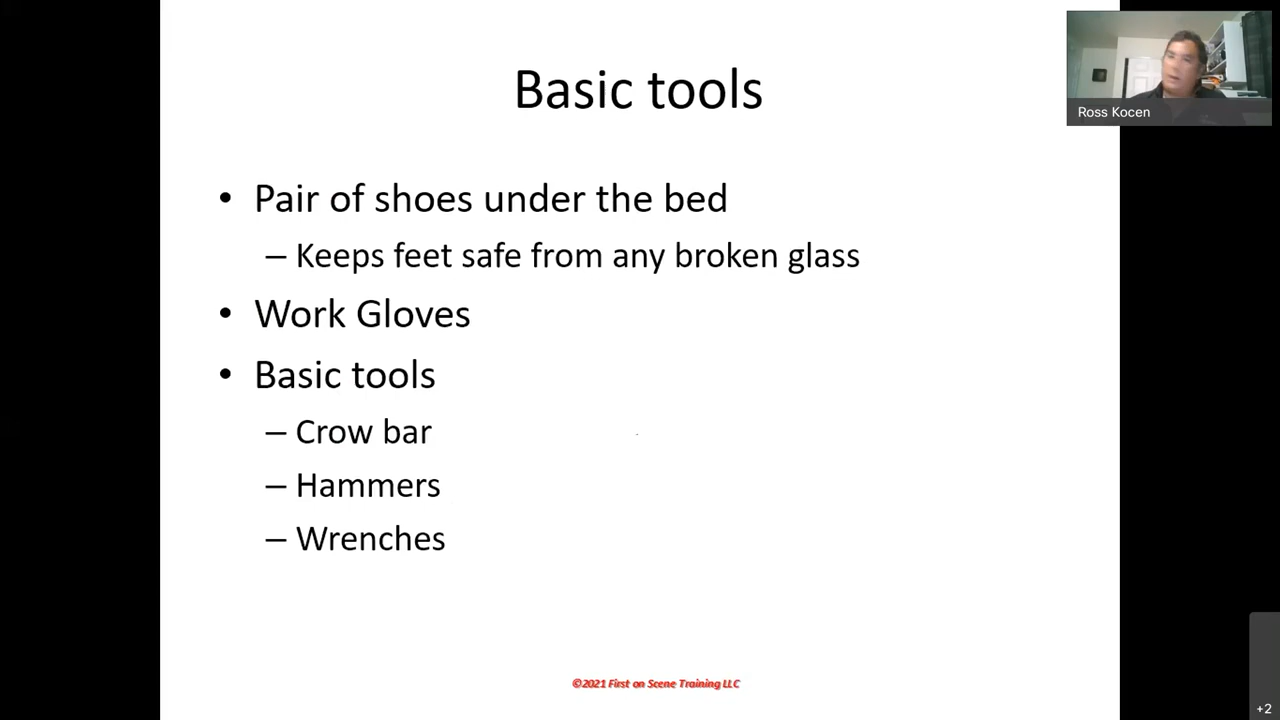 Basic tools
Ross Kocen
• Pair of shoes under the bed
– Keeps feet safe from any broken glass
• Work Gloves
• Basic tools
– Crow bar
– Hammers
– Wrenches
©2021 First on Scene Training LLC
+2